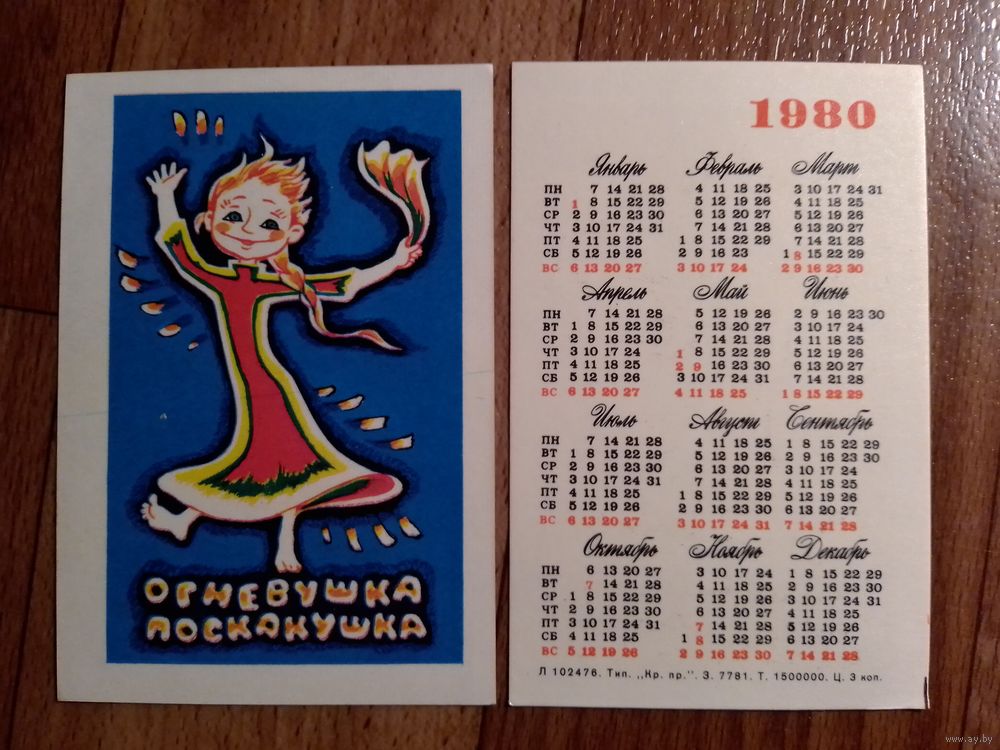 ОГНЕВУШКА
ПОСКАКУШКА
1980
Январь Февраль Март
ПН 7 14 21 28 4 11 18 25 3 10 17 24 31
ВТ 1 8 15 22 29 5 12 19 26 4 11 18 25
СР 2 9 16 23 30 6 13 20 27 5 12 19 26
ЧТ 3 10 17 24 31 7 14 21 28 6 13 20 27
ПТ 4 11 18 25 1 8 15 22 29 7 14 21 28
СБ 5 12 19 26 2 9 16 23 1 8 15 22 29
ВС 6 13 20 27 3 10 17 24 2 9 16 23 30
Апрель Май Июнь
ПН 7 14 21 28 5 12 19 26 2 9 16 23 30
ВТ 1 8 15 22 29 6 13 20 27 3 10 17 24
СР 2 9 16 23 30 7 14 21 28 4 11 18 25
ЧТ 3 10 17 24 1 8 15 22 29 5 12 19 26
ПТ 4 11 18 25 2 9 16 23 30 6 13 20 27
СБ 5 12 19 26 3 10 17 24 31 7 14 21 28
ВС 6 13 20 27 4 11 18 25 1 8 15 22 29
Июль Август Сентябрь
ПН 7 14 21 28 4 11 18 25 1 8 15 22 29
ВТ 1 8 15 22 29 5 12 19 26 2 9 16 23 30
СР 2 9 16 23 30 6 13 20 27 3 10 17 24
ЧТ 3 10 17 24 31 7 14 21 28 4 11 18 25
ПТ 4 11 18 25 1 8 15 22 29 5 12 19 26
СБ 5 12 19 26 2 9 16 23 30 6 13 20 27
ВС 6 13 20 27 3 10 17 24 31 7 14 21 28
Октябрь Ноябрь Декабрь
ПН 6 13 20 27 3 10 17 24 1 8 15 22 29
ВТ 7 14 21 28 4 11 18 25 2 9 16 23 30
СР 1 8 15 22 29 5 12 19 26 3 10 17 24 31
ЧТ 2 9 16 23 30 6 13 20 27 4 11 18 25
ПТ 3 10 17 24 31 7 14 21 28 5 12 19 26
СБ 4 11 18 25 1 8 15 22 29 6 13 20 27
ВС 5 12 19 26 2 9 16 23 30 7 14 21 28
Л 102476. Тип. „Кр. пр.". З. 7781. Т. 1500000. Ц. 3 коп.
www.ay.by